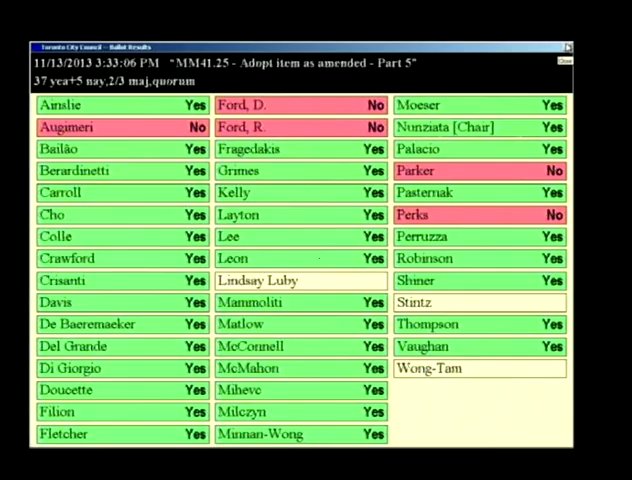 Toronto City Council -- Ballot Results
11/13/2013 3:33:06 PM "MM41.25 - Adopt item as amended - Part 5"
Close
37 yea+5 nay,2/3 maj,quorum
Ainslie Yes
Augimeri No
Bailão Yes
Berardinetti Yes
Carroll Yes
Cho Yes
Colle Yes
Crawford Yes
Crisanti Yes
Davis Yes
De Baeremaeker Yes
Del Grande Yes
Di Giorgio Yes
Doucette Yes
Filion Yes
Fletcher Yes
Ford, D. No
Ford, R. No
Fragedakis Yes
Grimes Yes
Kelly Yes
Layton Yes
Lee Yes
Leon Yes
Lindsay Luby
Mammoliti Yes
Matlow Yes
McConnell Yes
McMahon Yes
Mihevc Yes
Milczyn Yes
Minnan-Wong Yes
Moeser Yes
Nunziata [Chair] Yes
Palacio Yes
Parker No
Pasternak Yes
Perks No
Perruzza Yes
Robinson Yes
Shiner Yes
Stintz
Thompson Yes
Vaughan Yes
Wong-Tam